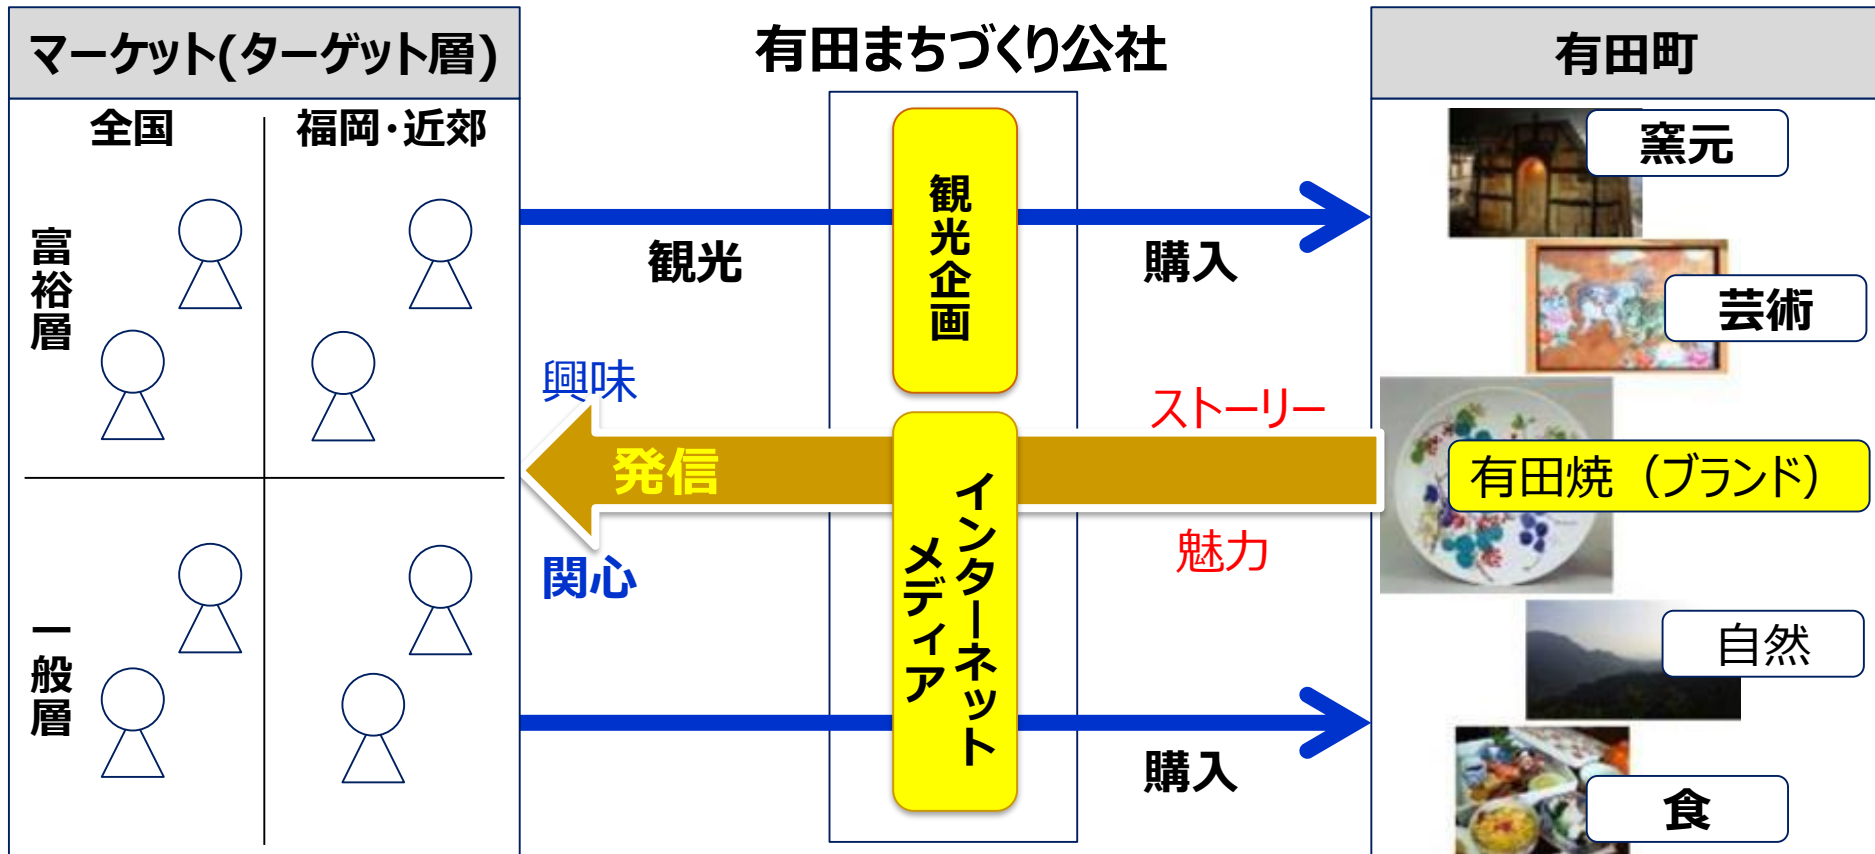 マーケット(ターゲット層)
全国
福岡・近郊
富裕層
一般層
有田まちづくり公社
観光企画
観光
購入
興味
発信
関心
ストーリー
魅力
インターネット
メディア
購入
有田町
窯元
芸術
有田焼（ブランド）
自然
食